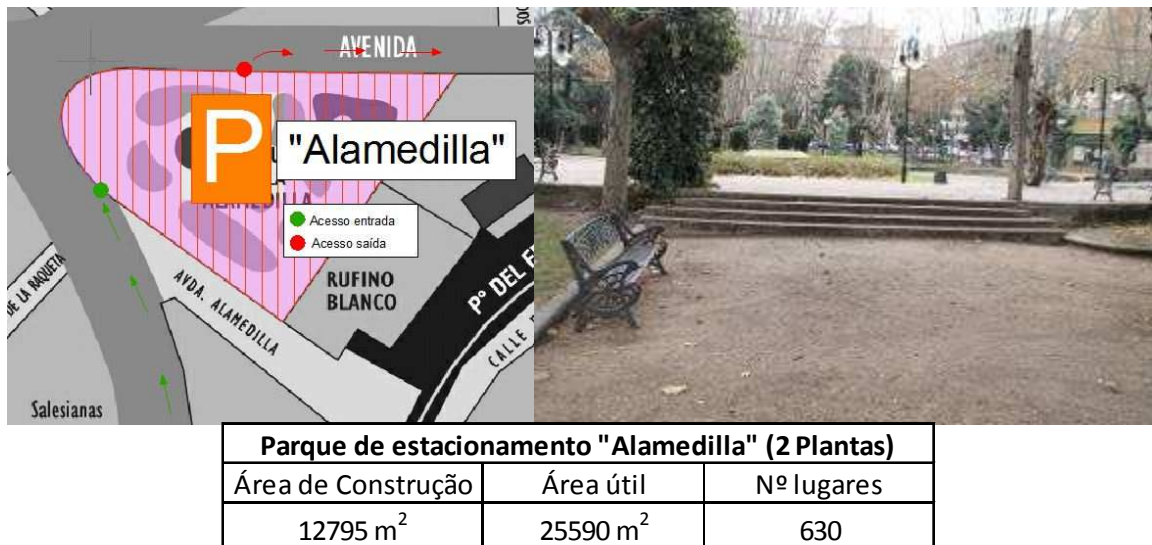 AVENIDA
P
"Alamedilla"
ALAMEDILLA
Acesso entrada
Acesso saída
DE LA RAQUETA
AVDA. ALAMEDILLA
RUFINO
BLANCO
Pº DEL
CALLE
Salesianas
Parque de estacionamento "Alamedilla" (2 Plantas)
Área de Construção Área útil Nº lugares
12795 m² 25590 m² 630